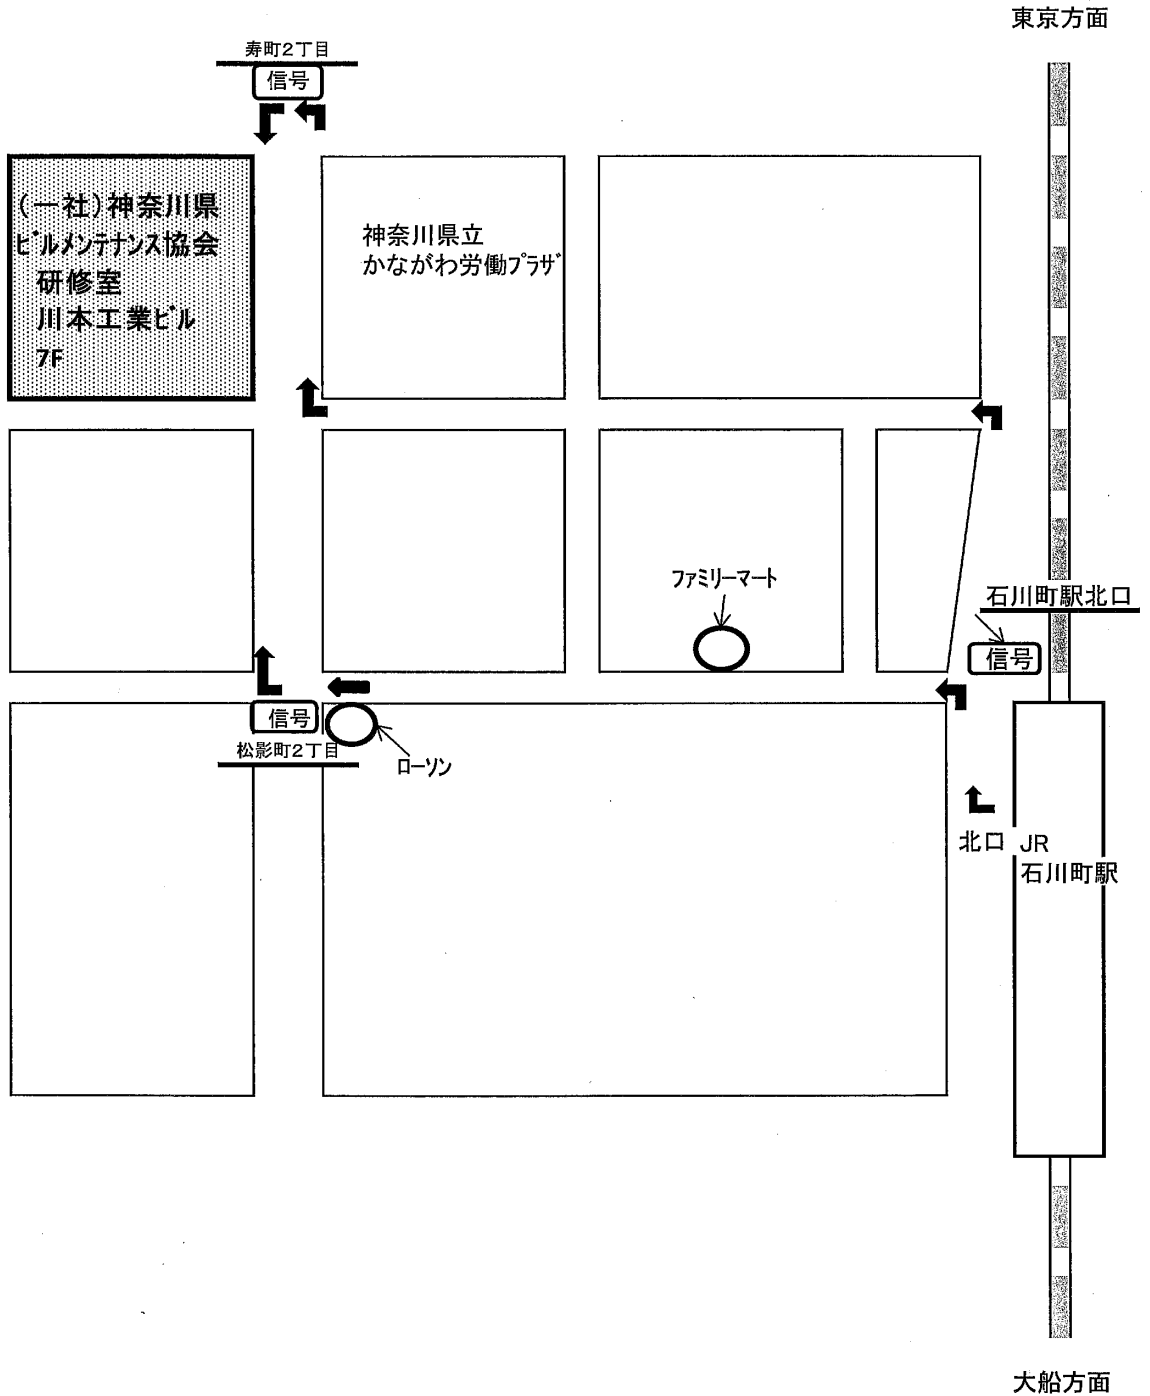 東京方面
寿町2丁目
信号
(一社)神奈川県
ﾋﾞﾙﾒﾝﾃﾅﾝｽ協会
研修室
川本工業ﾋﾞﾙ
7F
神奈川県立
かながわ労働ﾌﾟﾗｻﾞ
ﾌｧﾐﾘｰﾏｰﾄ
石川町駅北口
信号
信号
松影町2丁目
ﾛｰｿﾝ
北口
JR
石川町駅
大船方面